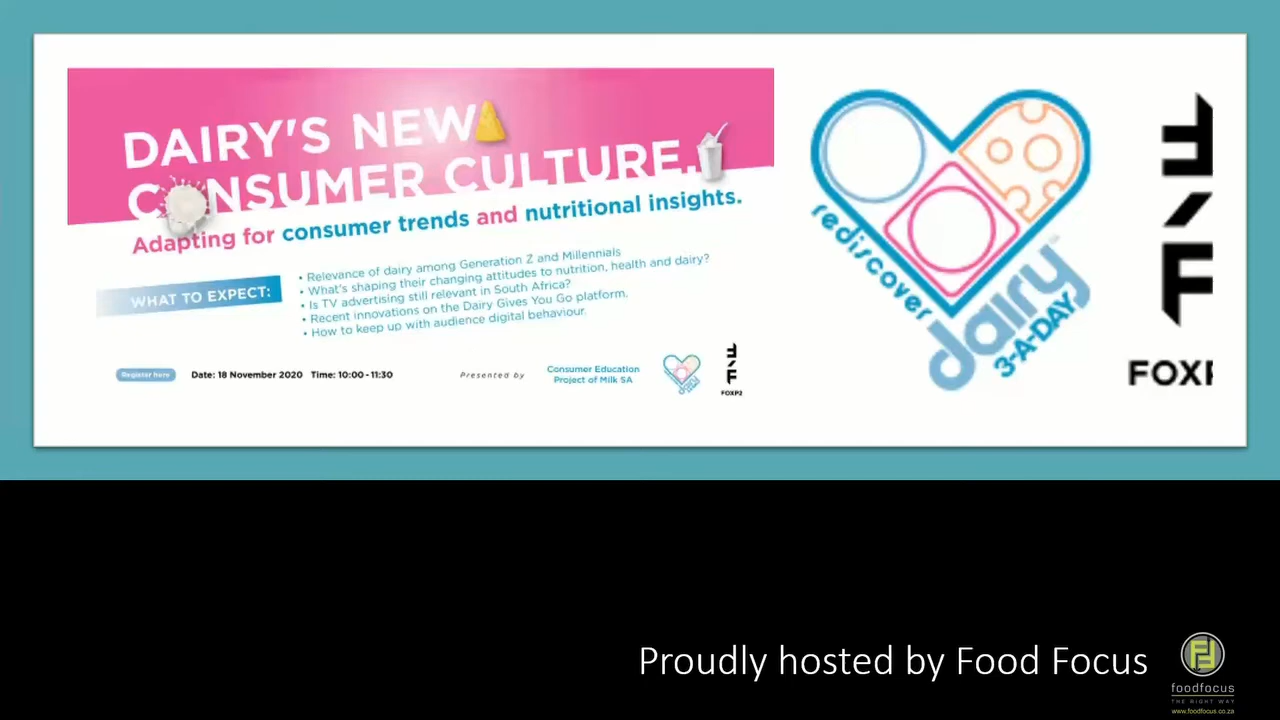 DAIRY'S NEW
CONSUMER CULTURE.
Adapting for consumer trends and nutritional insights.
WHAT TO EXPECT:
• Relevance of dairy among Generation Z and Millennials
• What's shaping their changing attitudes to nutrition, health and dairy?
• Is TV advertising still relevant in South Africa?
• Recent innovations on the Dairy Gives You Go platform.
• How to keep up with audience digital behaviour.
Register here
Date: 18 November 2020 Time: 10:00 - 11:30
Presented by
Consumer Education
Project of Milk SA
FOXP2
rediscover
dairy
3-A-DAY
FOXP
Proudly hosted by Food Focus
foodfocus
THE RIGHT WAY
www.foodfocus.co.za